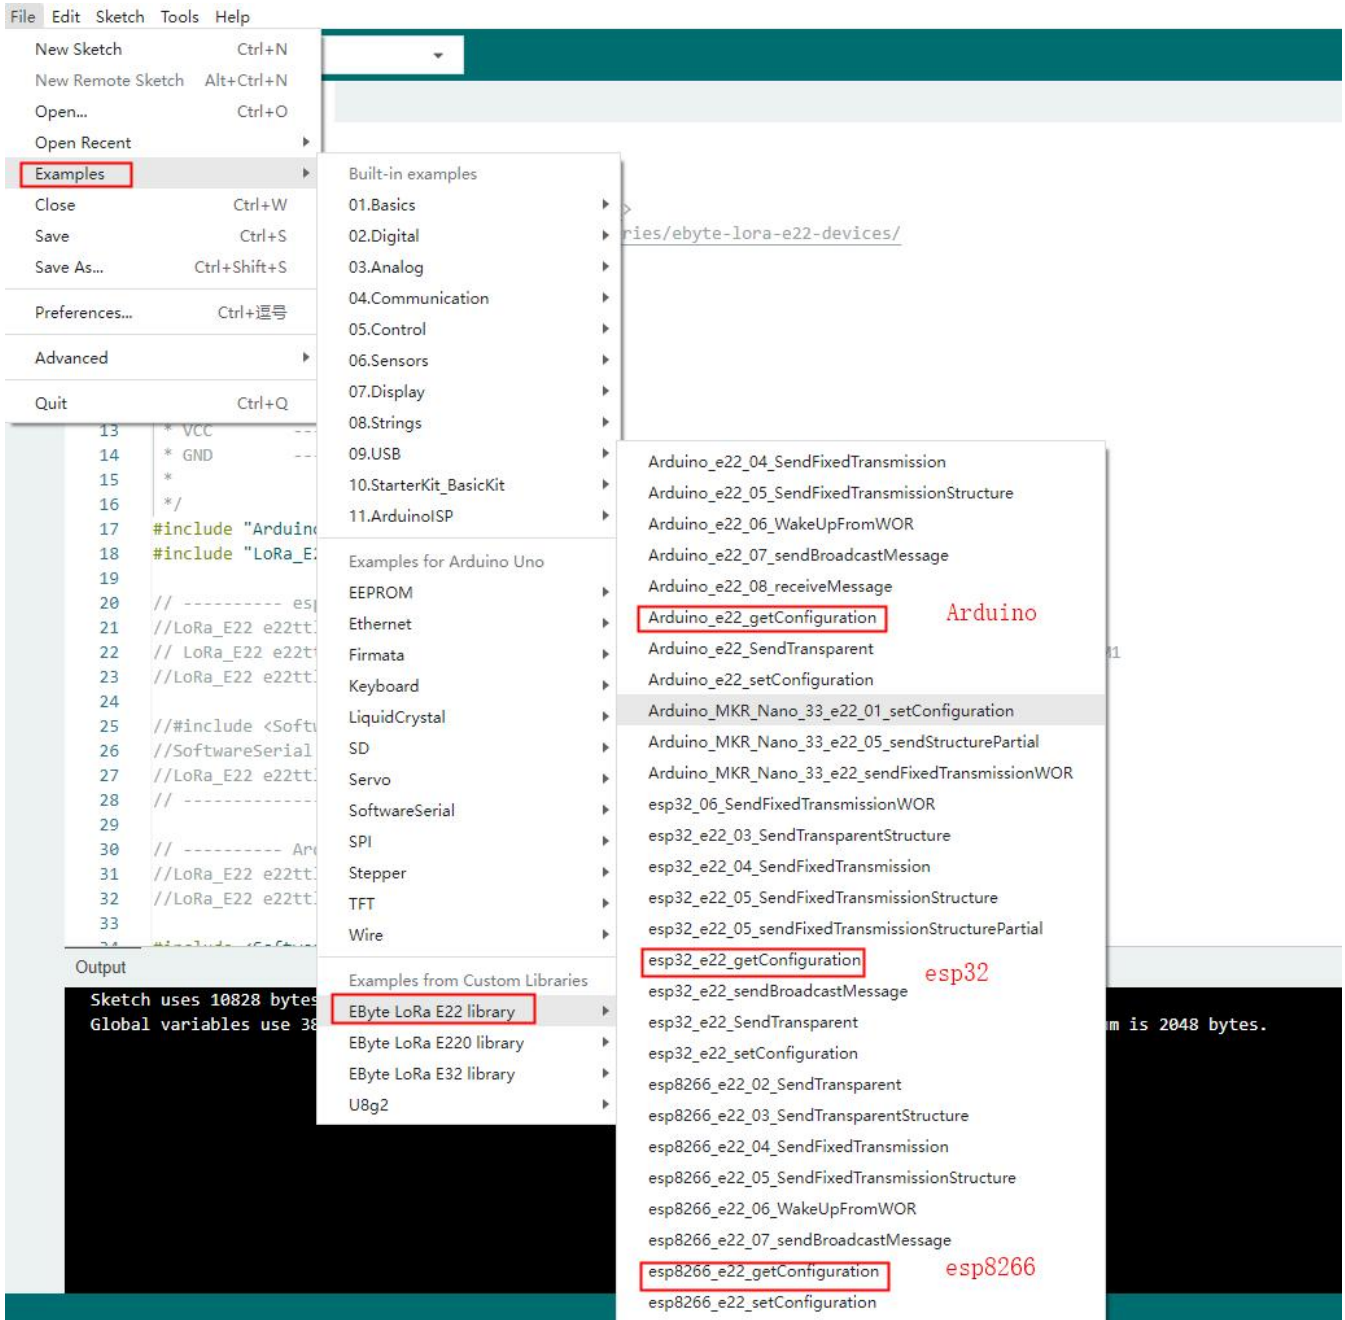 File Edit Sketch Tools Help
New Sketch Ctrl+N
New Remote Sketch Alt+Ctrl+N
Open... Ctrl+O
Open Recent
Examples
Close Ctrl+W
Save Ctrl+S
Save As... Ctrl+Shift+S
Preferences... Ctrl+逗号
Advanced
Quit Ctrl+Q
Built-in examples
01.Basics
02.Digital
03.Analog
04.Communication
05.Control
06.Sensors
07.Display
08.Strings
09.USB
10.StarterKit_BasicKit
11.ArduinoISP
Examples for Arduino Uno
EEPROM
Ethernet
Firmata
Keyboard
LiquidCrystal
SD
Servo
SoftwareSerial
SPI
Stepper
TFT
Wire
Examples from Custom Libraries
EByte LoRa E22 library
EByte LoRa E220 library
EByte LoRa E32 library
U8g2
Arduino_e22_04_SendFixedTransmission
Arduino_e22_05_SendFixedTransmissionStructure
Arduino_e22_06_WakeUpFromWOR
Arduino_e22_07_sendBroadcastMessage
Arduino_e22_08_receiveMessage
Arduino_e22_getConfiguration Arduino
Arduino_e22_SendTransparent
Arduino_e22_setConfiguration
Arduino_MKR_Nano_33_e22_01_setConfiguration
Arduino_MKR_Nano_33_e22_05_sendStructurePartial
Arduino_MKR_Nano_33_e22_sendFixedTransmissionWOR
esp32_06_SendFixedTransmissionWOR
esp32_e22_03_SendTransparentStructure
esp32_e22_04_SendFixedTransmission
esp32_e22_05_SendFixedTransmissionStructure
esp32_e22_05_sendFixedTransmissionStructurePartial
esp32_e22_getConfiguration esp32
esp32_e22_sendBroadcastMessage
esp32_e22_SendTransparent
esp32_e22_setConfiguration
esp8266_e22_02_SendTransparent
esp8266_e22_03_SendTransparentStructure
esp8266_e22_04_SendFixedTransmission
esp8266_e22_05_SendFixedTransmissionStructure
esp8266_e22_06_WakeUpFromWOR
esp8266_e22_07_sendBroadcastMessage
esp8266_e22_getConfiguration esp8266
esp8266_e22_setConfiguration
>
ries/ebyte-lora-e22-devices/
13 * VCC --
14 * GND ---
15 *
16 */
17 #include "Arduin
18 #include "LoRa_E
19
20 // ---------- es
21 //LoRa_E22 e22tt
22 // LoRa_E22 e22t M1
23 //LoRa_E22 e22tt
24
25 //#include <Soft
26 //SoftwareSerial
27 //LoRa_E22 e22tt
28 // --------------
29
30 // ---------- Ar
31 //LoRa_E22 e22tt
32 //LoRa_E22 e22tt
33
Output
Sketch uses 10828 bytes
Global variables use 38 m is 2048 bytes.